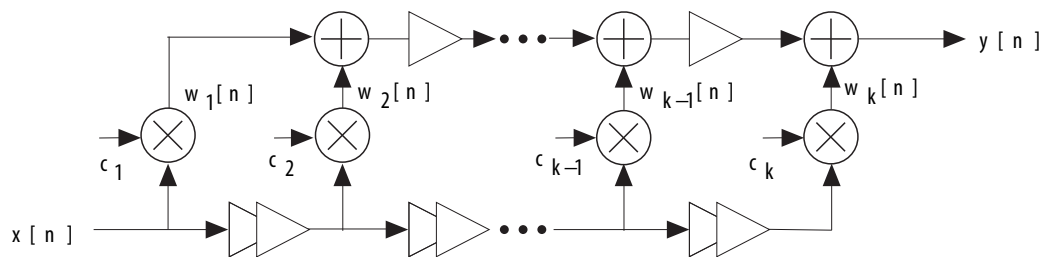 y [ n ]
w 1[n]
w 2[n]
w k–1[n]
w k[n]
c 1
c 2
c k–1
c k
x [ n ]